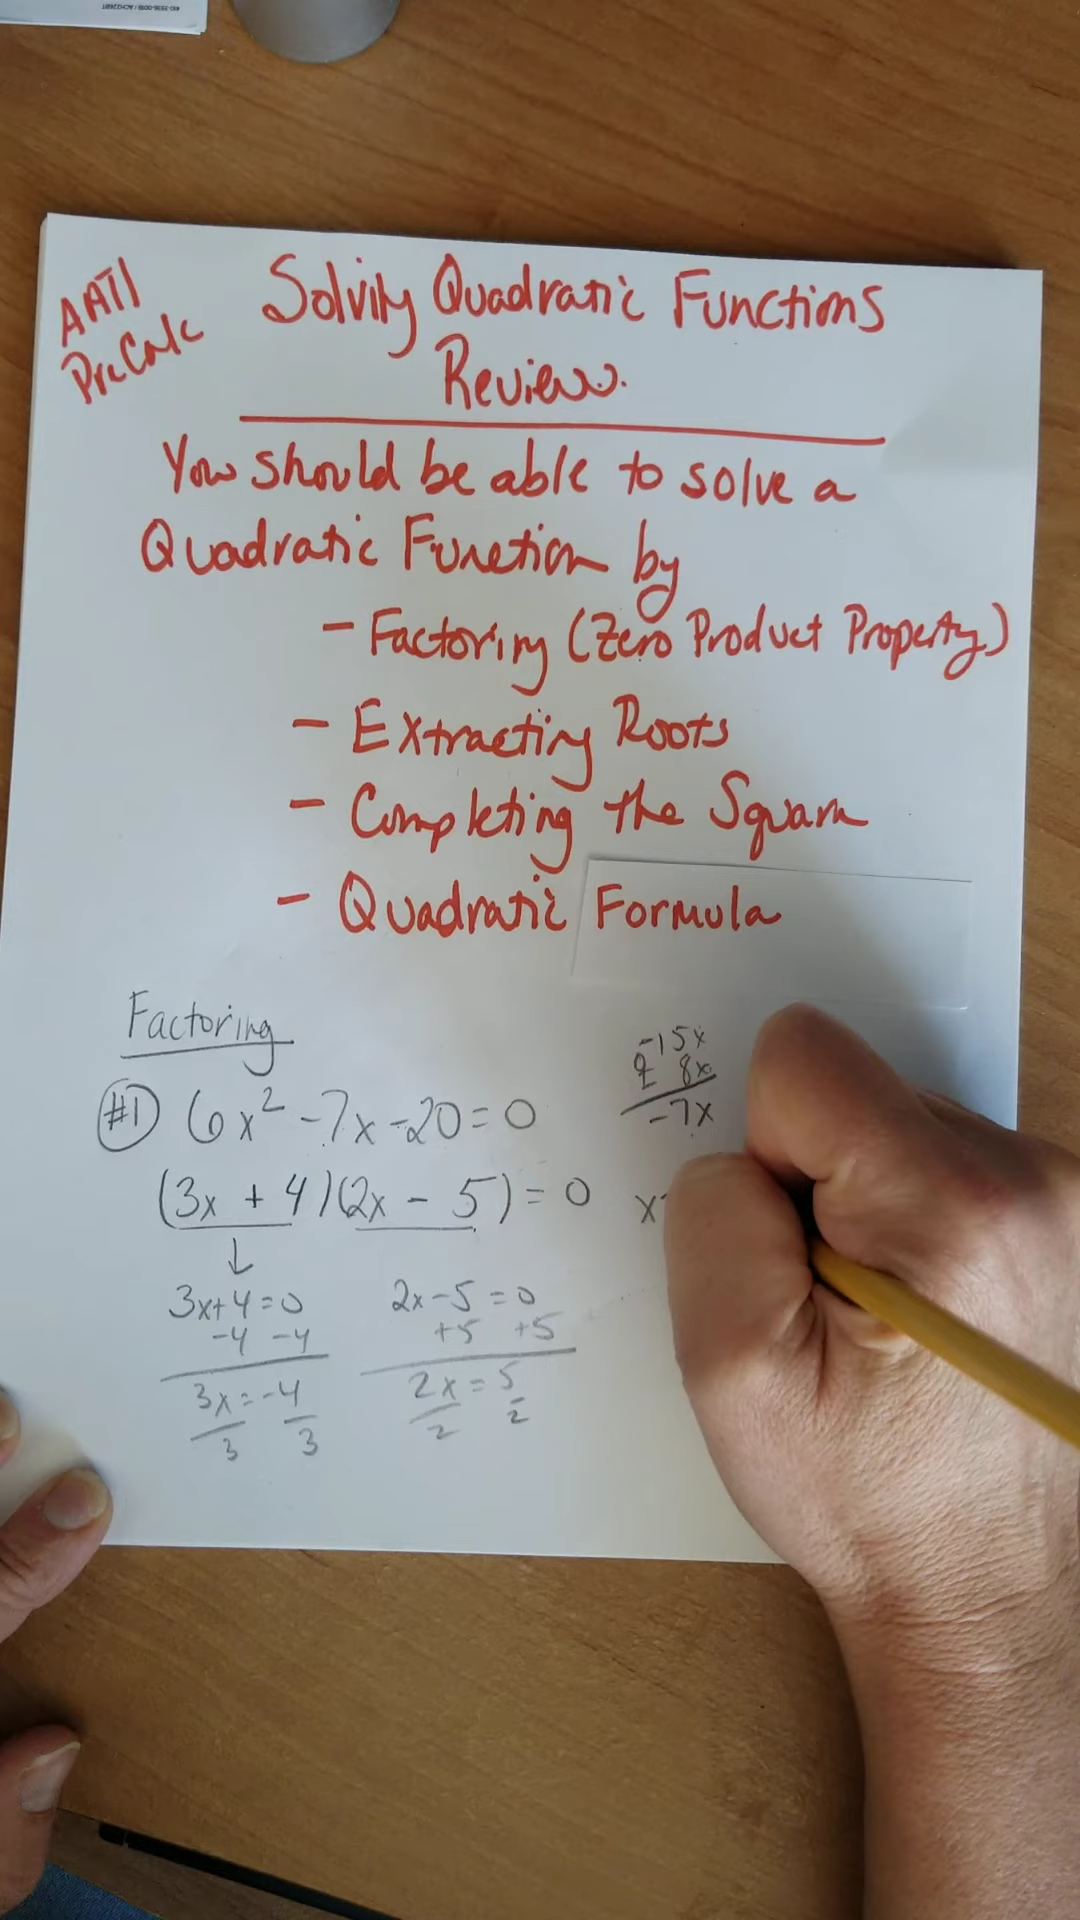 AAT1
PreCalc
Solving Quadratic Functions
Review.
You should be able to solve a
Quadratic Function by
- Factoring (Zero Product Property)
- Extracting Roots
- Completing the Square
- Quadratic Formula
Factoring
#1 6x² -7x -20 = 0
(3x + 4)(2x - 5) = 0
3x+4=0
-4 -4
3x=-4
3 3
2x-5=0
+5 +5
2x=5
2 2
-15x
+ 8x
-7x
x